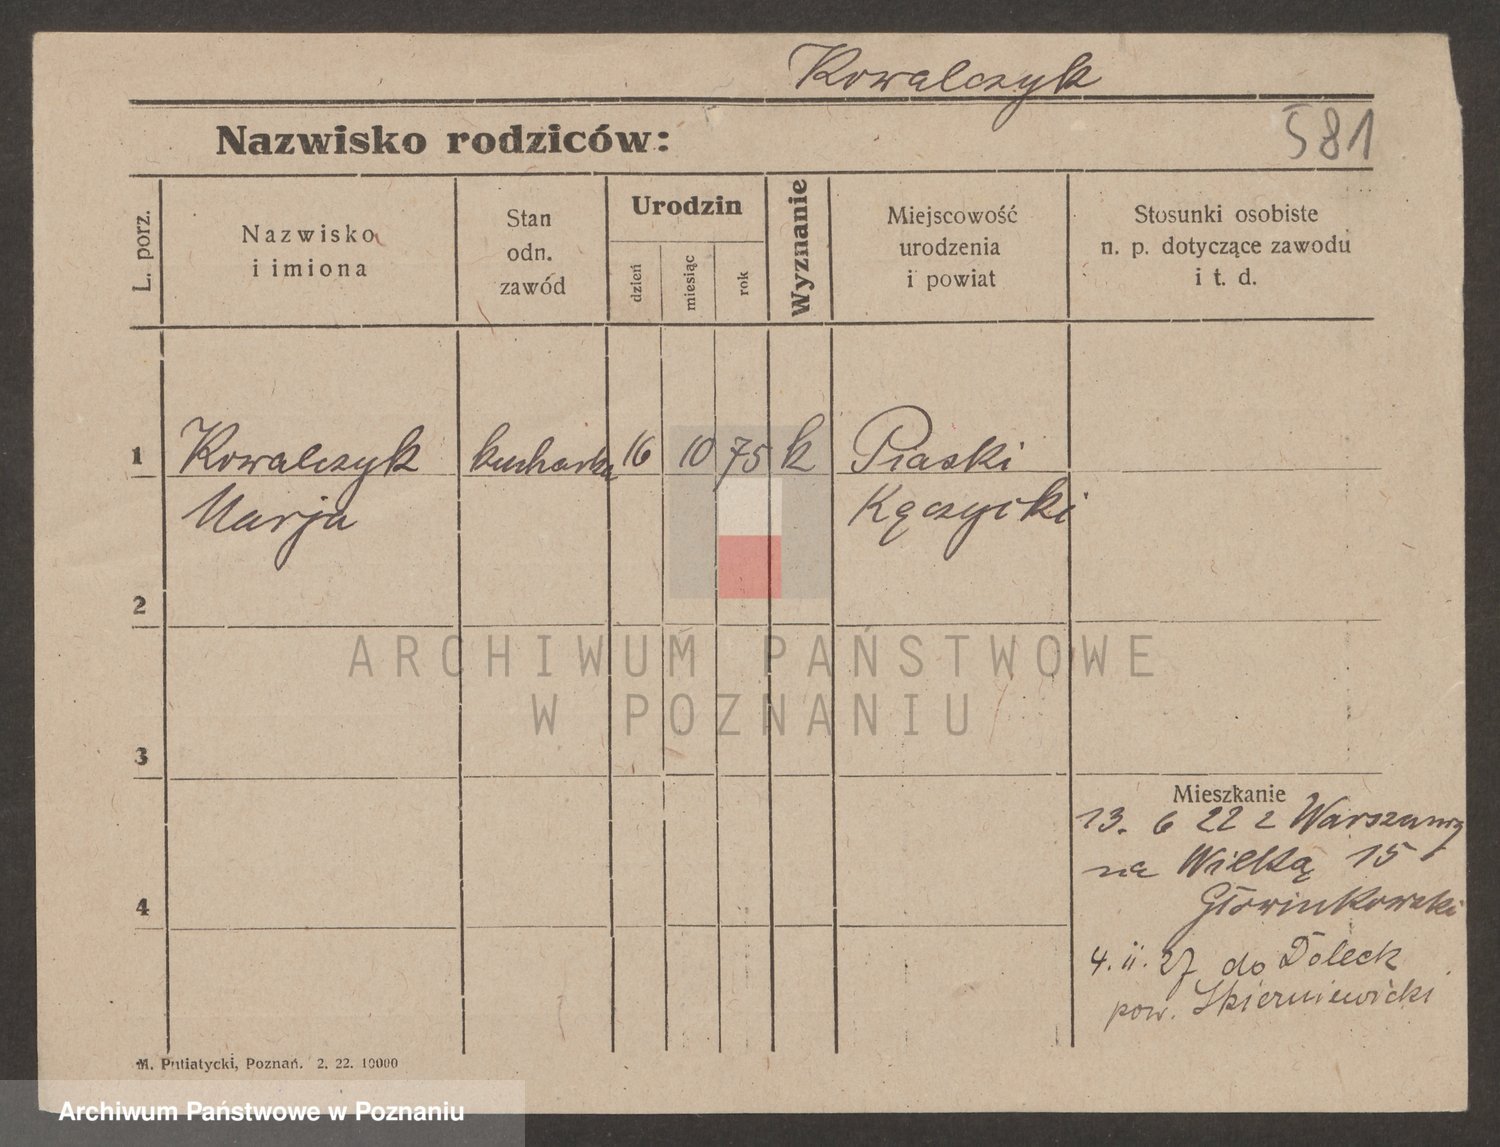 Kowalczyk
581
Nazwisko rodziców:
L. porz.
Nazwisko
i imiona
Stan
odn.
zawód
Urodzin
dzień
miesiąc
rok
Wyznanie
Miejscowość
urodzenia
i powiat
Stosunki osobiste
n. p. dotyczące zawodu
i t. d.
1
Kowalczyk kucharka 16 10 75 k Piaski
Marja
2
3
4
Mieszkanie
13. 6 22 z Warszawy
na Wielką 15
4. ii. 27 do Doleck
pow. Skierniewicki
M. Putiatycki, Poznań. 2. 22. 10000
ARCHIWUM PAŃSTWOWE
W POZNANIU
Archiwum Państwowe w Poznaniu